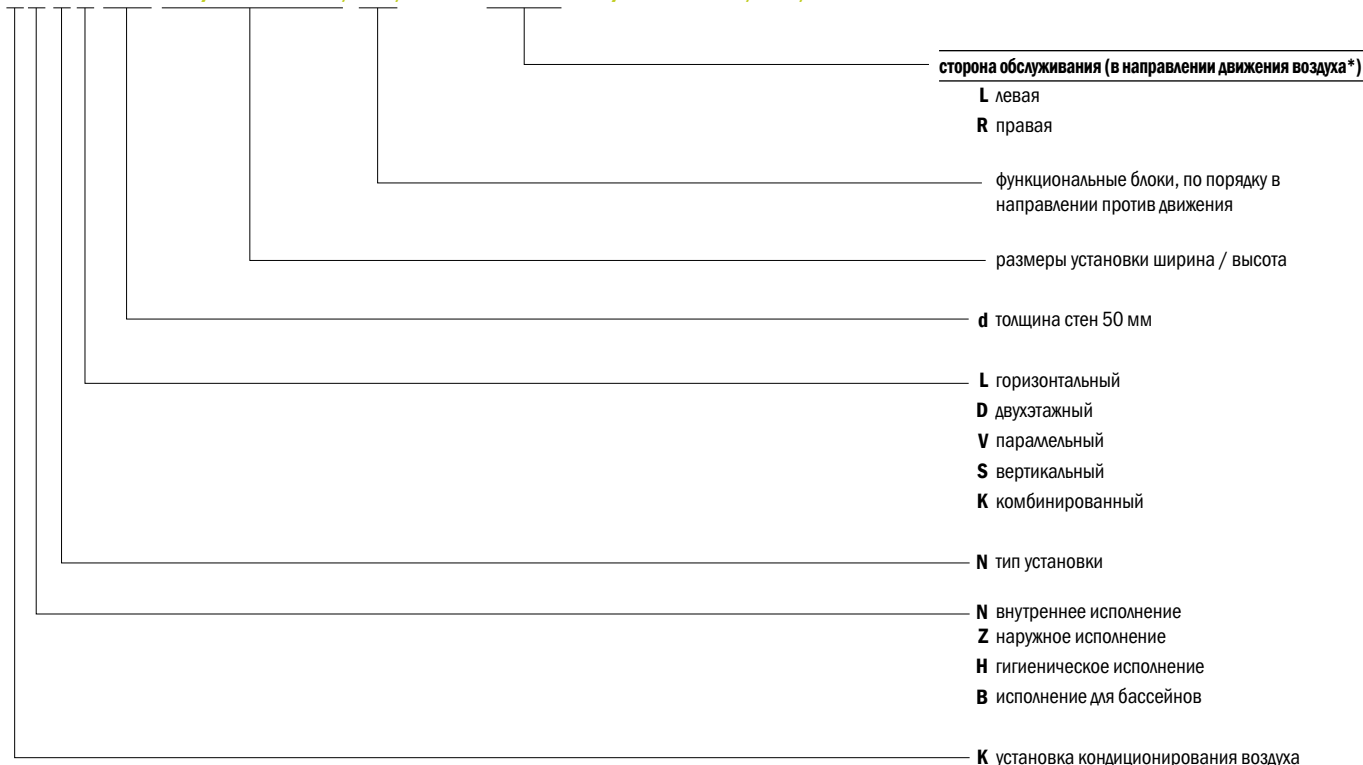 сторона обслуживания (в направлении движения воздуха*)
L левая
R правая
функциональные блоки, по порядку в
направлении против движения
размеры установки ширина / высота
d толщина стен 50 мм
L горизонтальный
D двухэтажный
V параллельный
S вертикальный
K комбинированный
N тип установки
N внутреннее исполнение
Z наружное исполнение
H гигиеническое исполнение
B исполнение для бассейнов
K установка кондиционирования воздуха